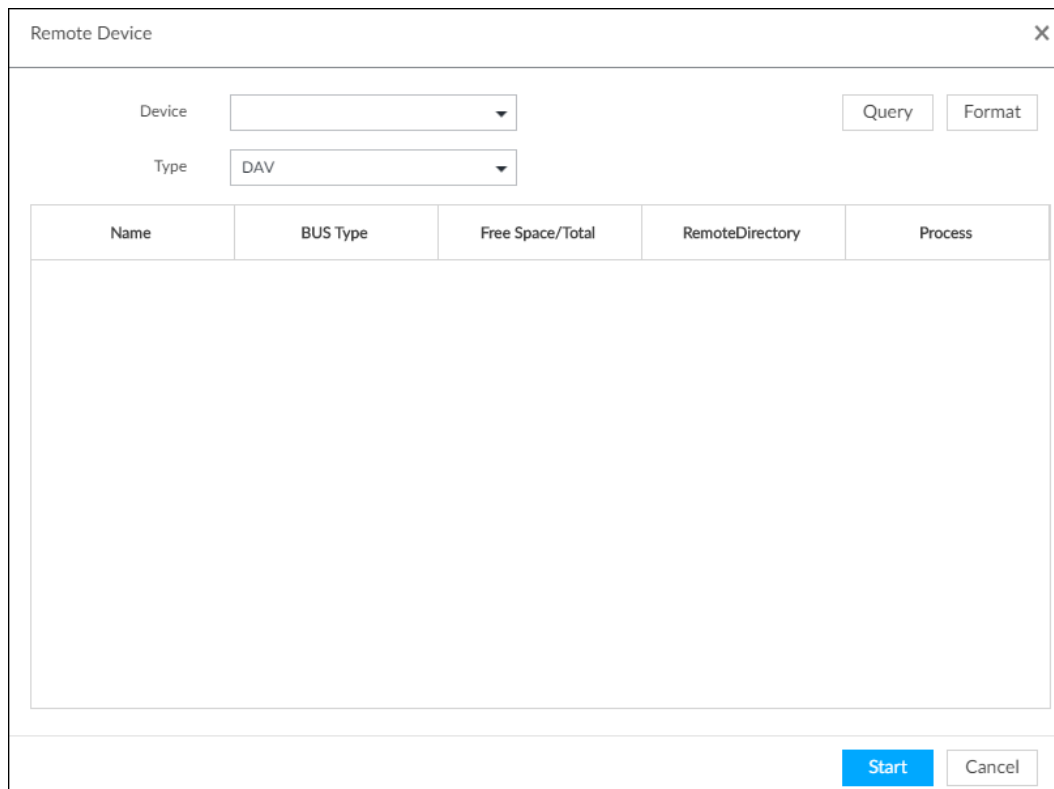 Remote Device
Device
Query
Format
Type
DAV
Name
BUS Type
Free Space/Total
RemoteDirectory
Process
Start
Cancel